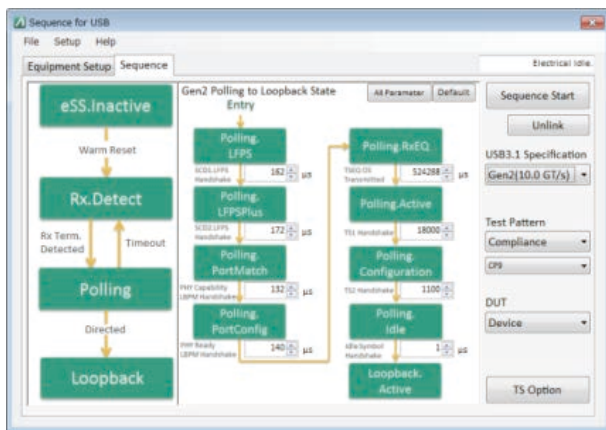 Sequence for USB
File Setup Help
Equipment Setup Sequence
Electrical Idle.
eSS.Inactive
Warm Reset
Rx.Detect
Rx Term.
Detected
Timeout
Polling
Directed
Loopback
Gen2 Polling to Loopback State
Entry
All Parameter Default
Polling.
LFPS
SCD1.LFPS
Handshake
162 µs
Polling.
LFPSPlus
SCD2.LFPS
Handshake
172 µs
Polling.
PortMatch
PHY Capability
LBPM Handshake
132 µs
Polling.
PortConfig
PHY Ready
LBPM Handshake
140 µs
Polling.RxEQ
TSEQ OS
Transmitted
524288 µs
Polling.Active
TS1 Handshake
18000
Polling.
Configuration
TS2 Handshake
1100
Polling.
Idle
Idle Symbol
Handshake
1 µs
Loopback.
Active
Sequence Start
Unlink
USB3.1 Specification
Gen2(10.0 GT/s)
Test Pattern
Compliance
CP9
DUT
Device
TS Option